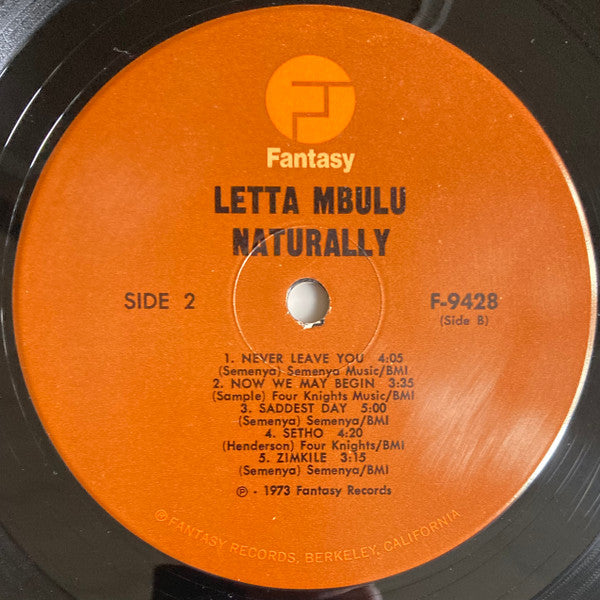 Fantasy
LETTA MBULU
NATURALLY
SIDE 2
F-9428
(Side B)
1. NEVER LEAVE YOU 4:05
(Semenya) Semenya Music/BMI
2. NOW WE MAY BEGIN 3:35
(Sample) Four Knights Music/BMI
3. SADDEST DAY 5:00
(Semenya) Semenya/BMI
4. SETHO 4:20
(Henderson) Four Knights/BMI
5. ZIMKILE 3:15
(Semenya) Semenya/BMI
℗ - 1973 Fantasy Records
© FANTASY RECORDS, BERKELEY, CALIFORNIA